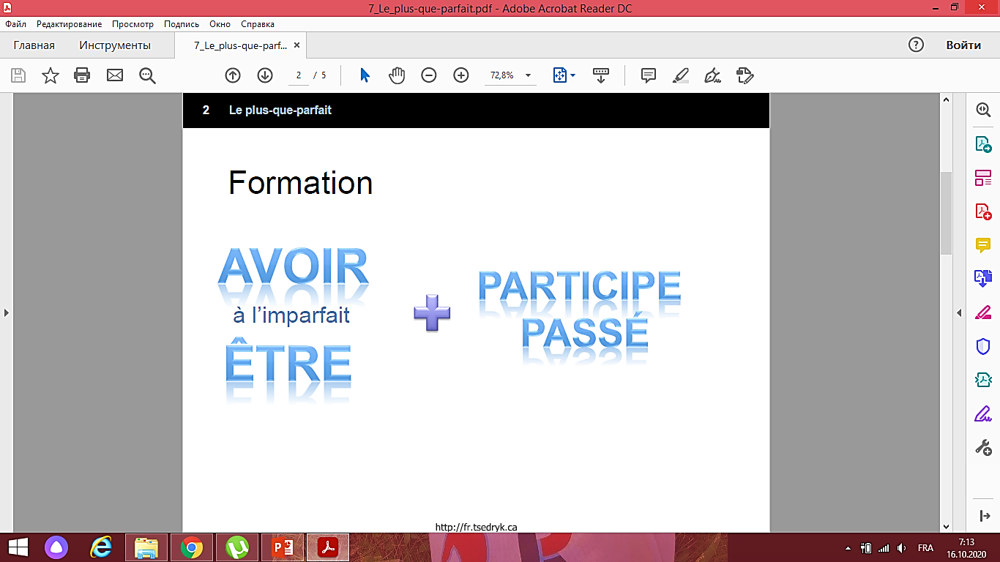 7_Le_plus-que-parfait.pdf - Adobe Acrobat Reader DC
Файл Редактирование Просмотр Подпись Окно Справка
Главная Инструменты 7_Le_plus-que-parf... Войти
2 / 5 72,8%
2 Le plus-que-parfait
Formation
AVOIR
à l'imparfait
ÊTRE
PARTICIPE
PASSÉ
http://fr.tsedryk.ca
FRA
7:13
16.10.2020